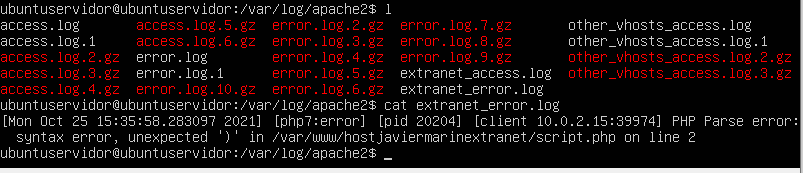 ubuntuservidor@ubuntuservidor:/var/log/apache2$ l
access.log access.log.5.gz error.log.2.gz error.log.7.gz other_vhosts_access.log
access.log.1 access.log.6.gz error.log.3.gz error.log.8.gz other_vhosts_access.log.1
access.log.2.gz error.log error.log.4.gz error.log.9.gz other_vhosts_access.log.2.gz
access.log.3.gz error.log.1 error.log.5.gz extranet_access.log other_vhosts_access.log.3.gz
access.log.4.gz error.log.10.gz error.log.6.gz extranet_error.log
ubuntuservidor@ubuntuservidor:/var/log/apache2$ cat extranet_error.log
[Mon Oct 25 15:35:58.283097 2021] [php7:error] [pid 20204] [client 10.0.2.15:39974] PHP Parse error:
syntax error, unexpected ')' in /var/www/hostjaviermarinextranet/script.php on line 2
ubuntuservidor@ubuntuservidor:/var/log/apache2$ _